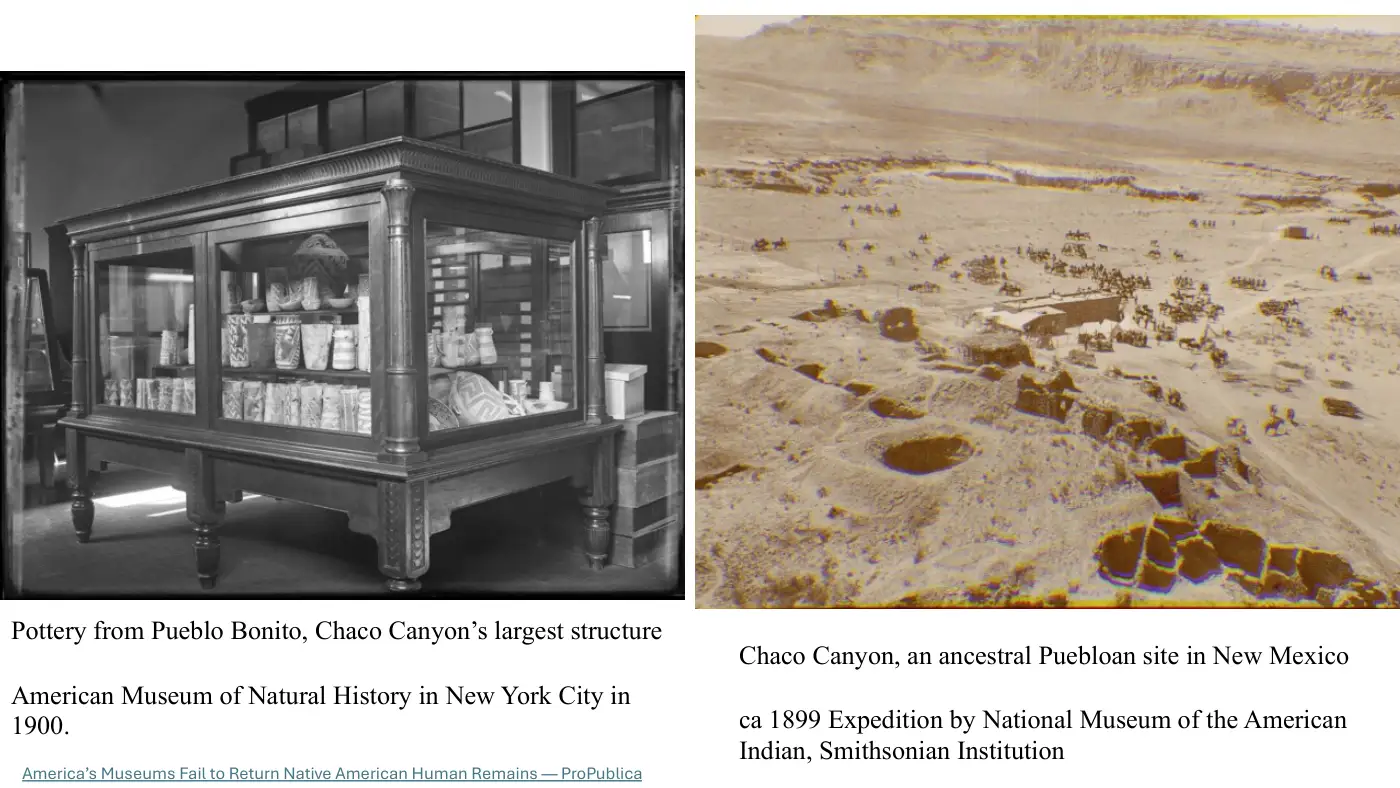 Pottery from Pueblo Bonito, Chaco Canyon’s largest structure
American Museum of Natural History in New York City in
1900.
America’s Museums Fail to Return Native American Human Remains — ProPublica
Chaco Canyon, an ancestral Puebloan site in New Mexico
ca 1899 Expedition by National Museum of the American
Indian, Smithsonian Institution